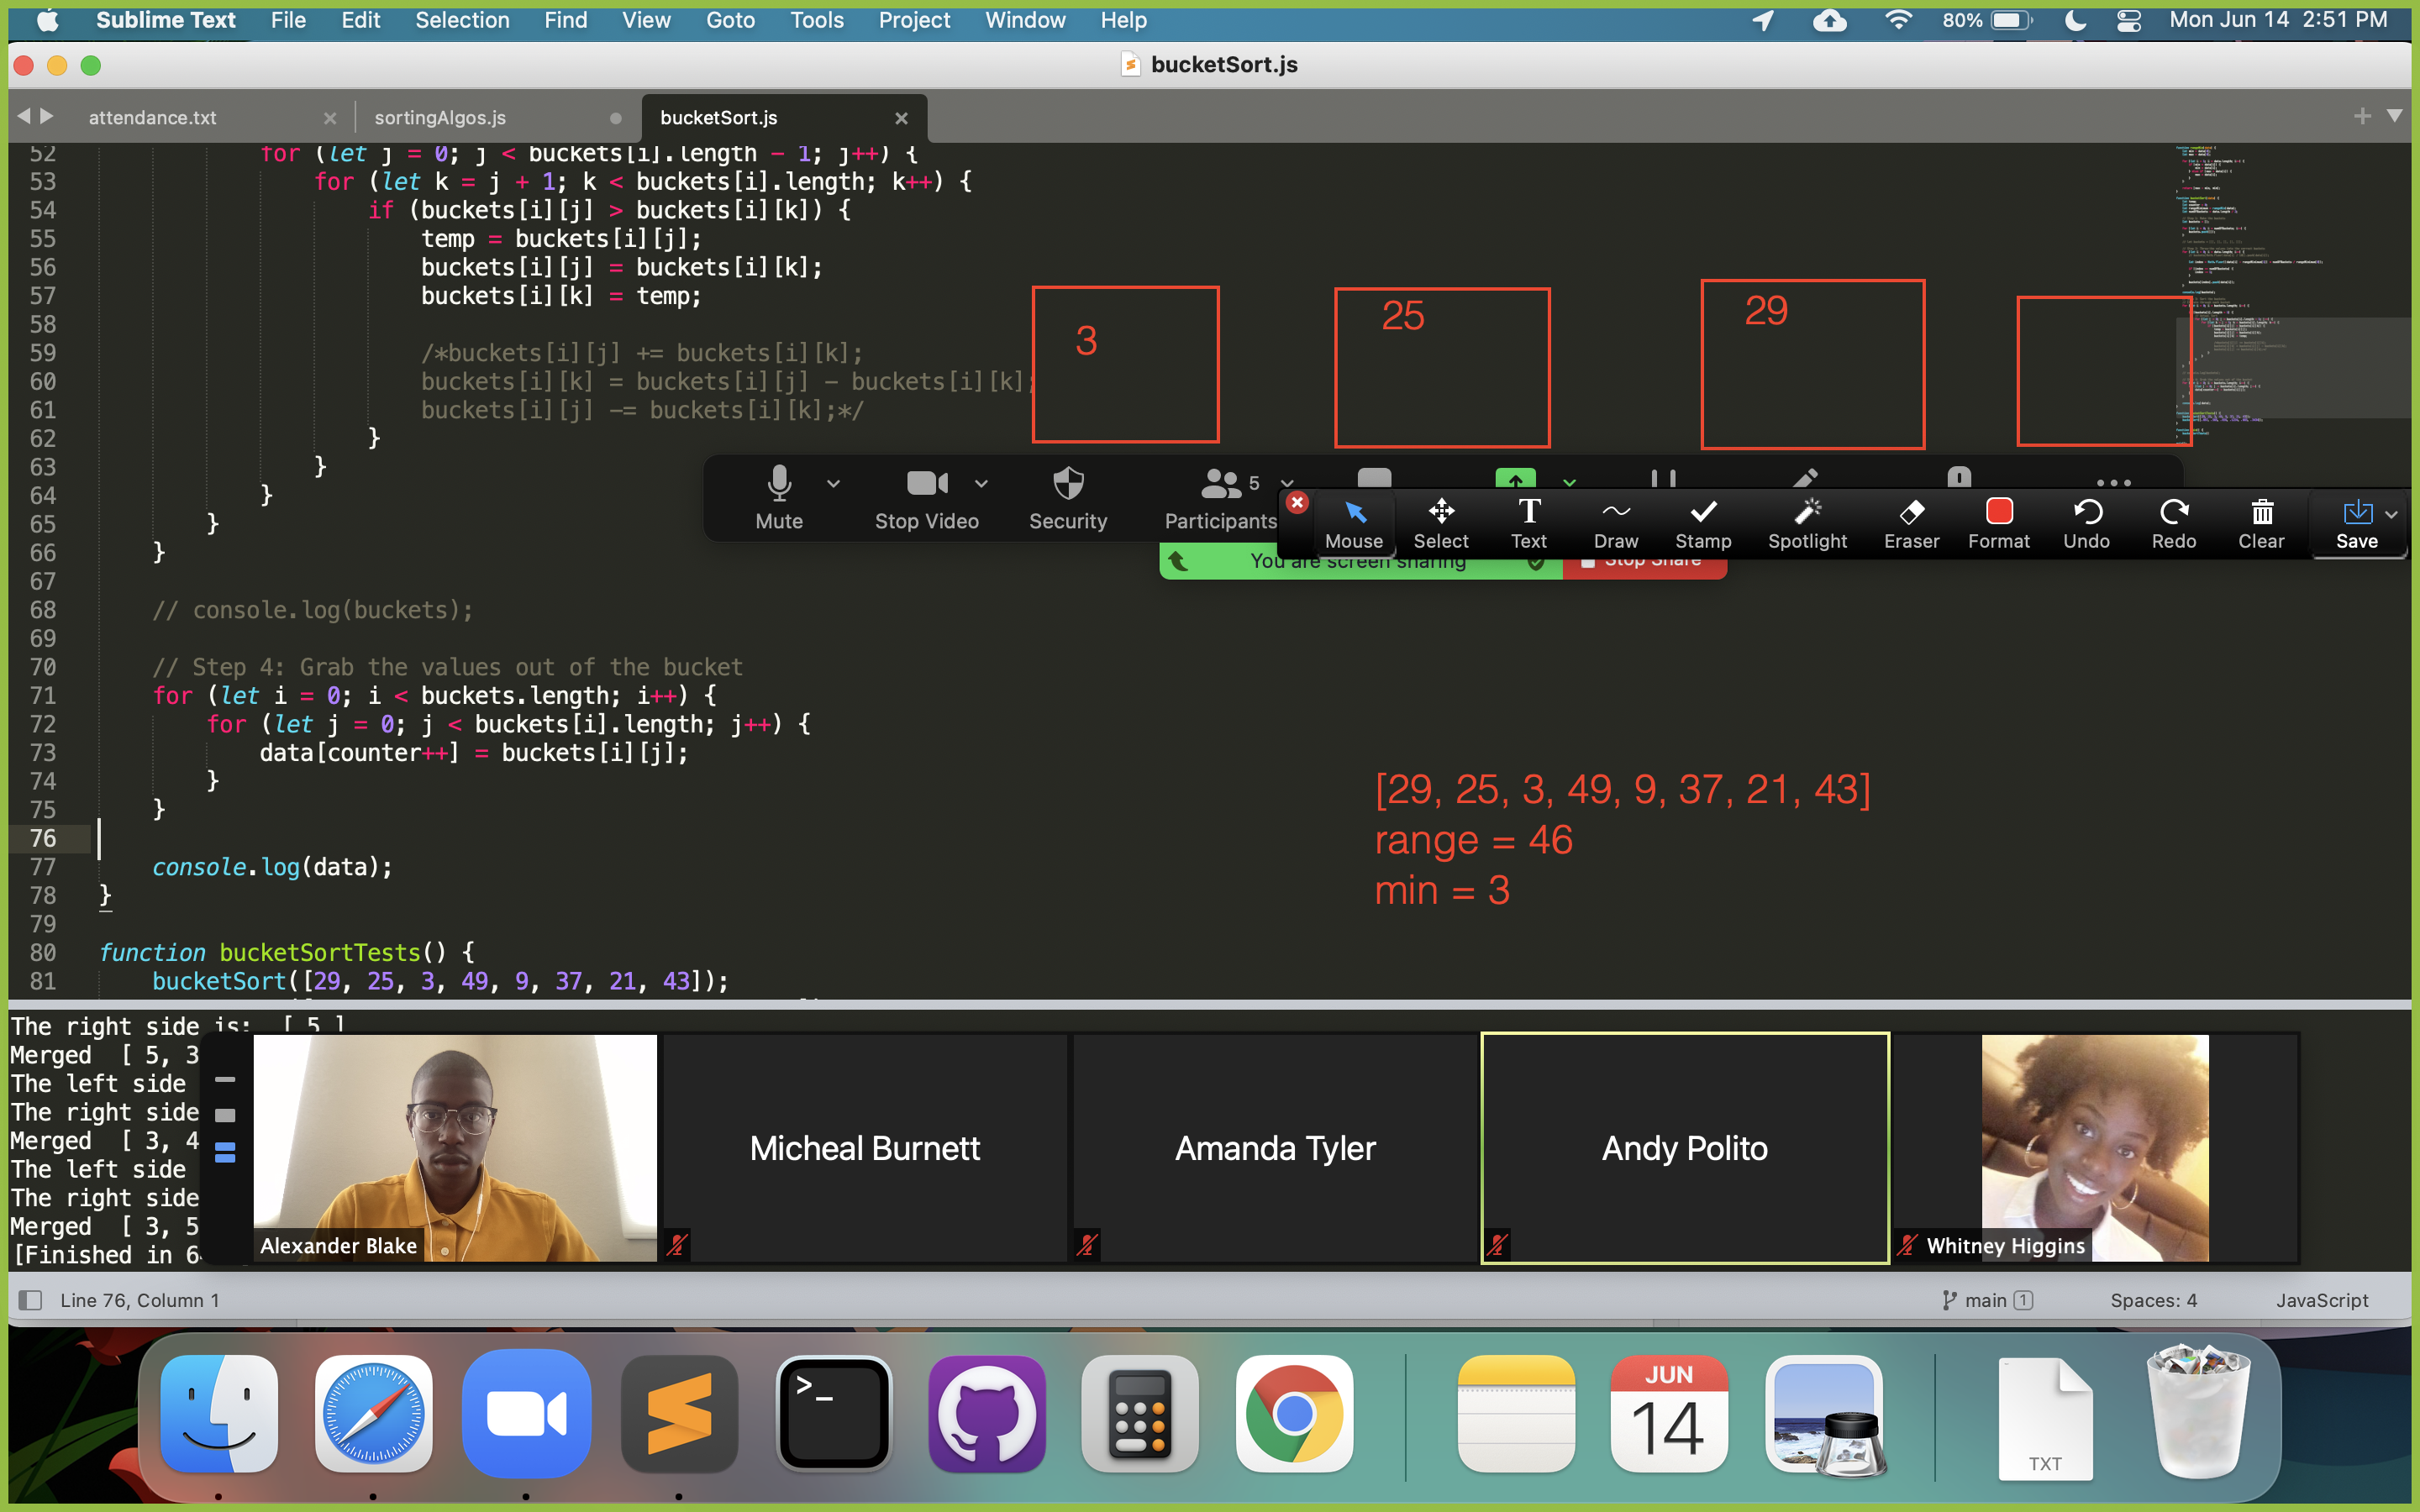 Sublime Text File Edit Selection Find View Goto Tools Project Window Help 80% Mon Jun 14 2:51 PM
bucketSort.js
attendance.txt sortingAlgos.js bucketSort.js
52 for (let j = 0; j < buckets[i].length - 1; j++) {
53 for (let k = j + 1; k < buckets[i].length; k++) {
54 if (buckets[i][j] > buckets[i][k]) {
55 temp = buckets[i][j];
56 buckets[i][j] = buckets[i][k];
57 buckets[i][k] = temp;
58
59 /*buckets[i][j] += buckets[i][k];
60 buckets[i][k] = buckets[i][j] - buckets[i][k];
61 buckets[i][j] -= buckets[i][k];*/
62 }
63 }
64 }
65 }
66 }
67
68 // console.log(buckets);
69
70 // Step 4: Grab the values out of the bucket
71 for (let i = 0; i < buckets.length; i++) {
72 for (let j = 0; j < buckets[i].length; j++) {
73 data[counter++] = buckets[i][j];
74 }
75 }
76
77 console.log(data);
78 }
79
80 function bucketSortTests() {
81 bucketSort([29, 25, 3, 49, 9, 37, 21, 43]);
3 25 29
Mute Stop Video Security Participants 5
Mouse Select Text Draw Stamp Spotlight Eraser Format Undo Redo Clear Save
You are screen sharing Stop Share
[29, 25, 3, 49, 9, 37, 21, 43]
range = 46
min = 3
The right side is: [ 5 ]
Merged [ 5, 3
The left side
The right side
Merged [ 3, 4
The left side
The right side
Merged [ 3, 5
[Finished in 6
Alexander Blake
Micheal Burnett
Amanda Tyler
Andy Polito
Whitney Higgins
Line 76, Column 1 main 1 Spaces: 4 JavaScript
>_
JUN
14
TXT